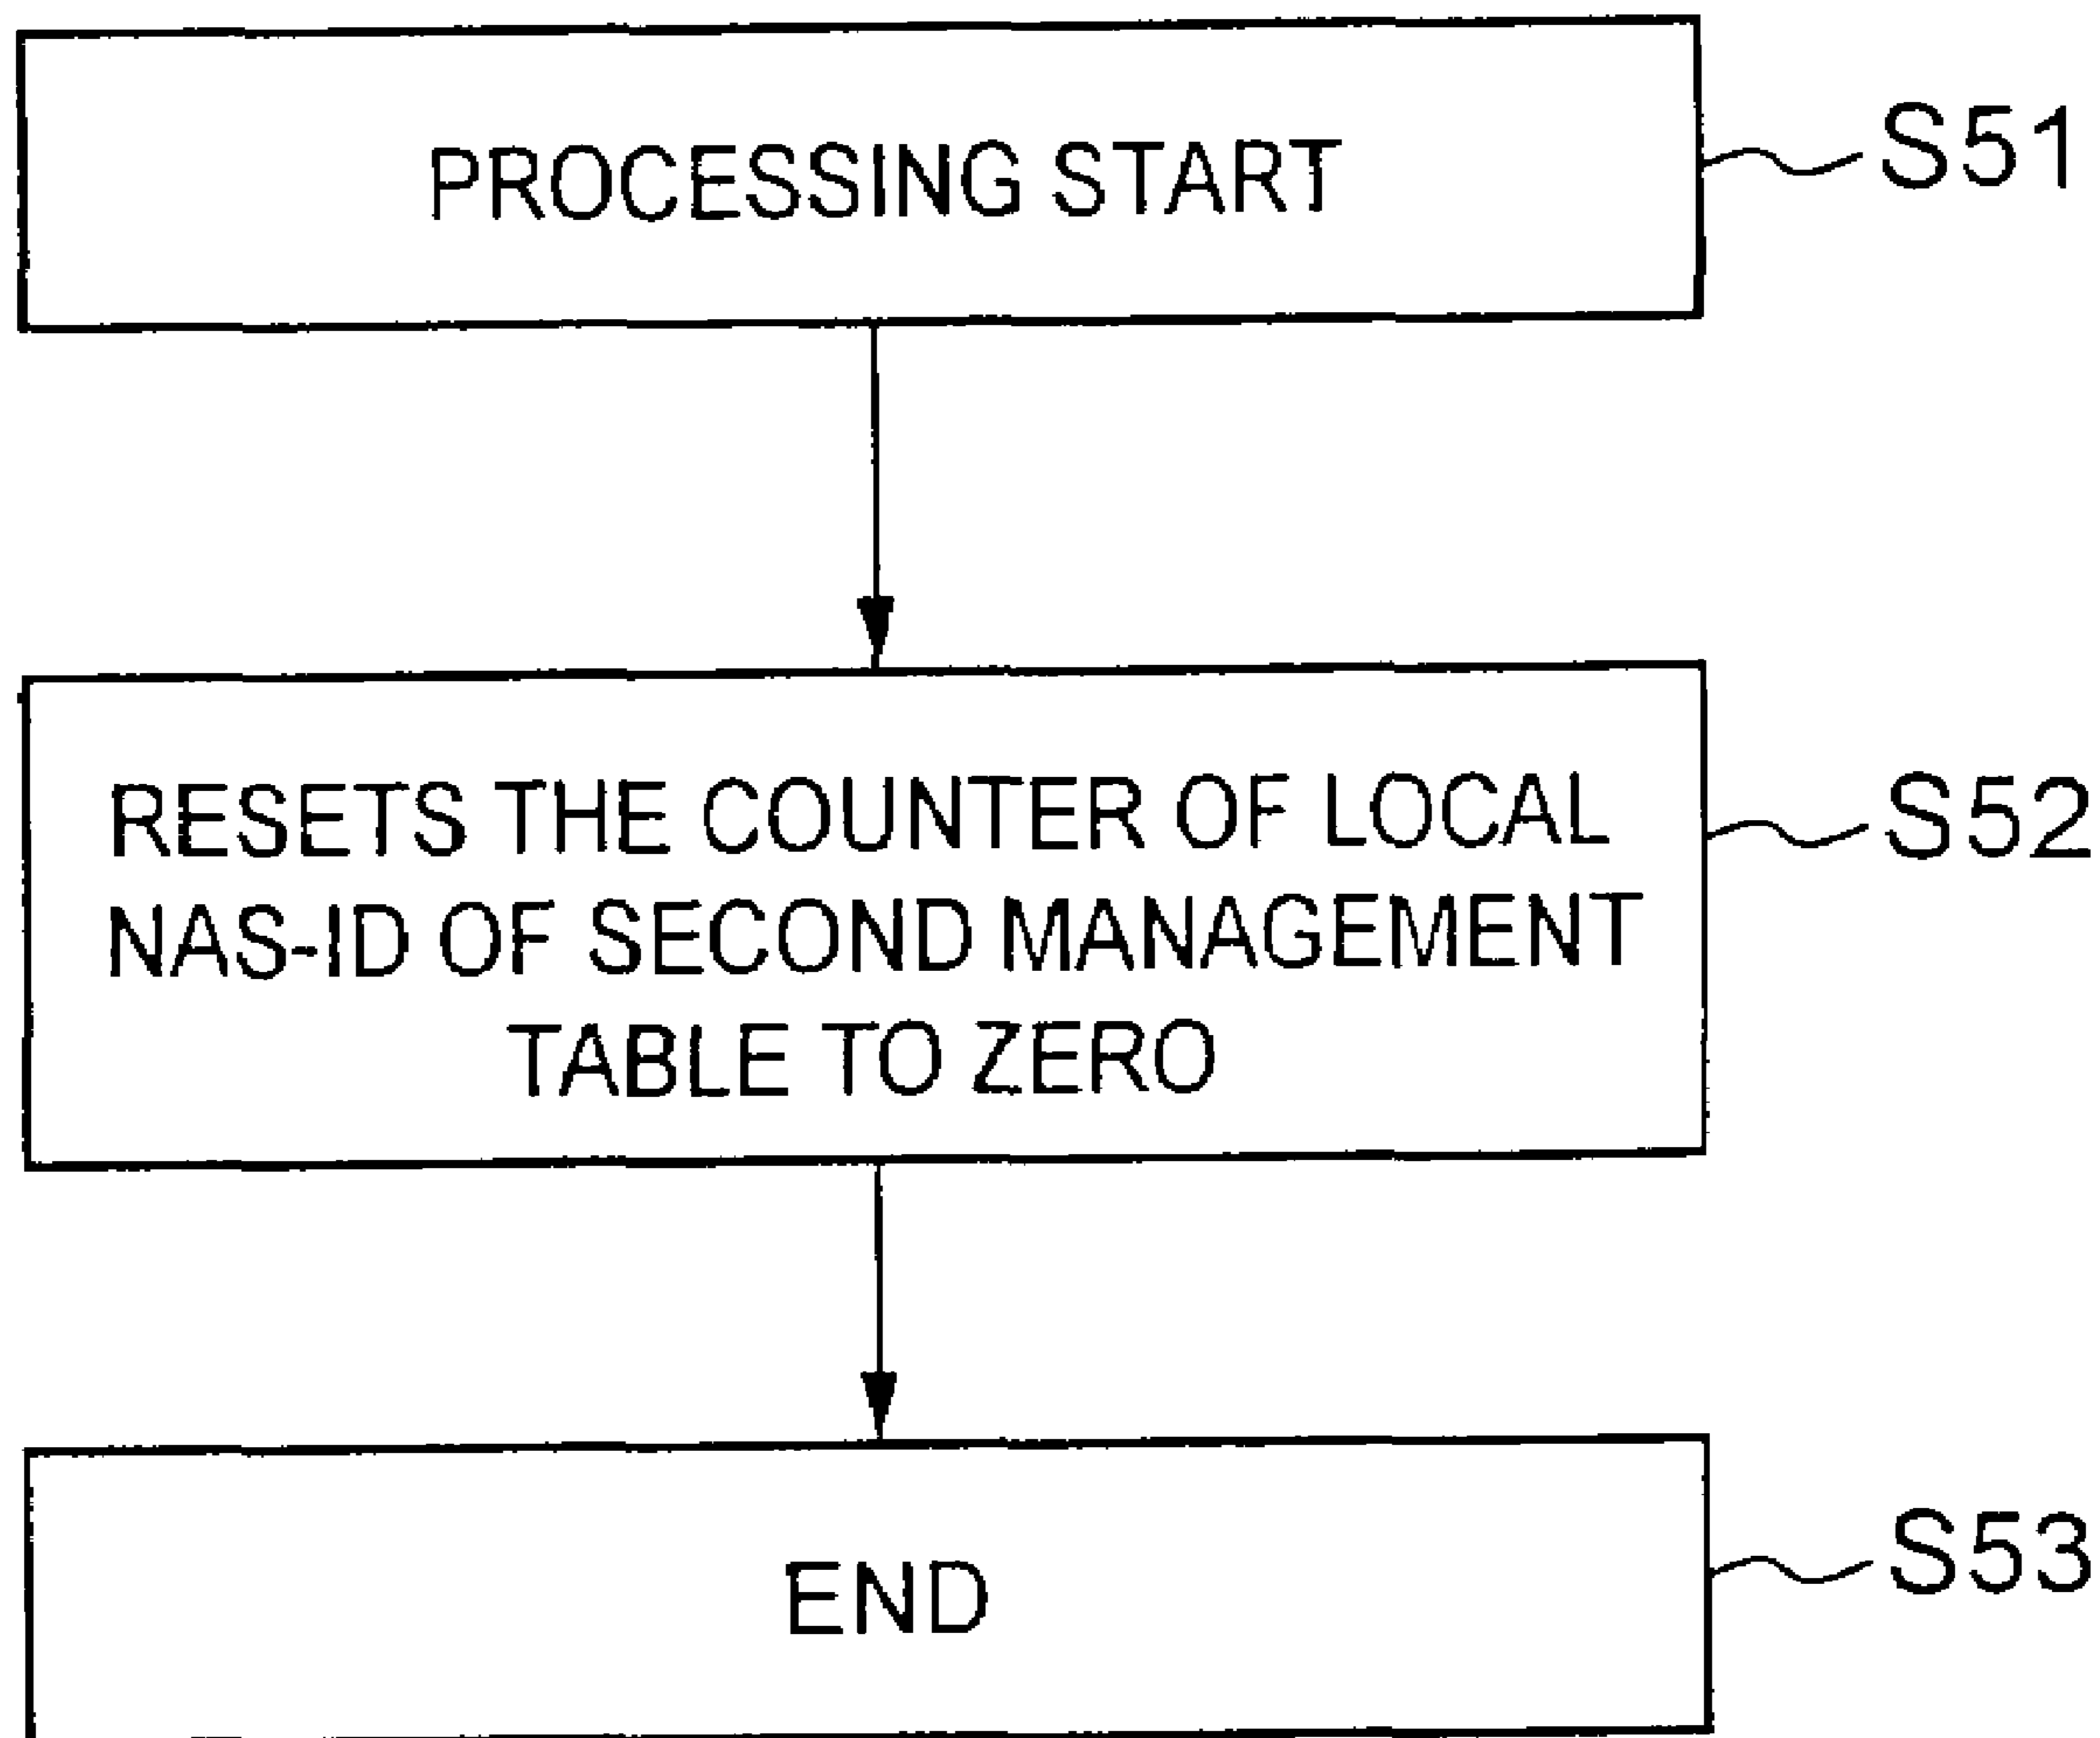 PROCESSING START
S51
RESETS THE COUNTER OF LOCAL
NAS-ID OF SECOND MANAGEMENT
TABLE TO ZERO
S52
END
S53